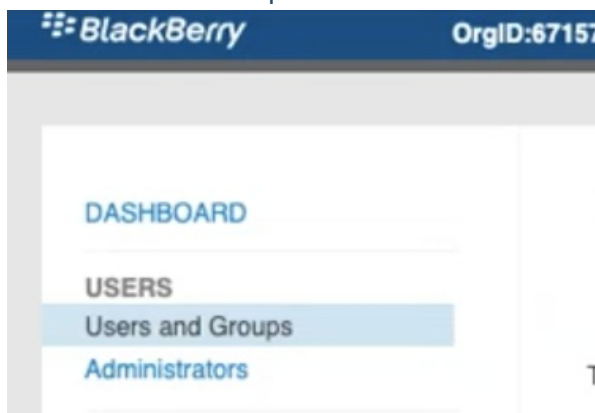 BlackBerry OrgID:67157
DASHBOARD
USERS
Users and Groups
Administrators
T